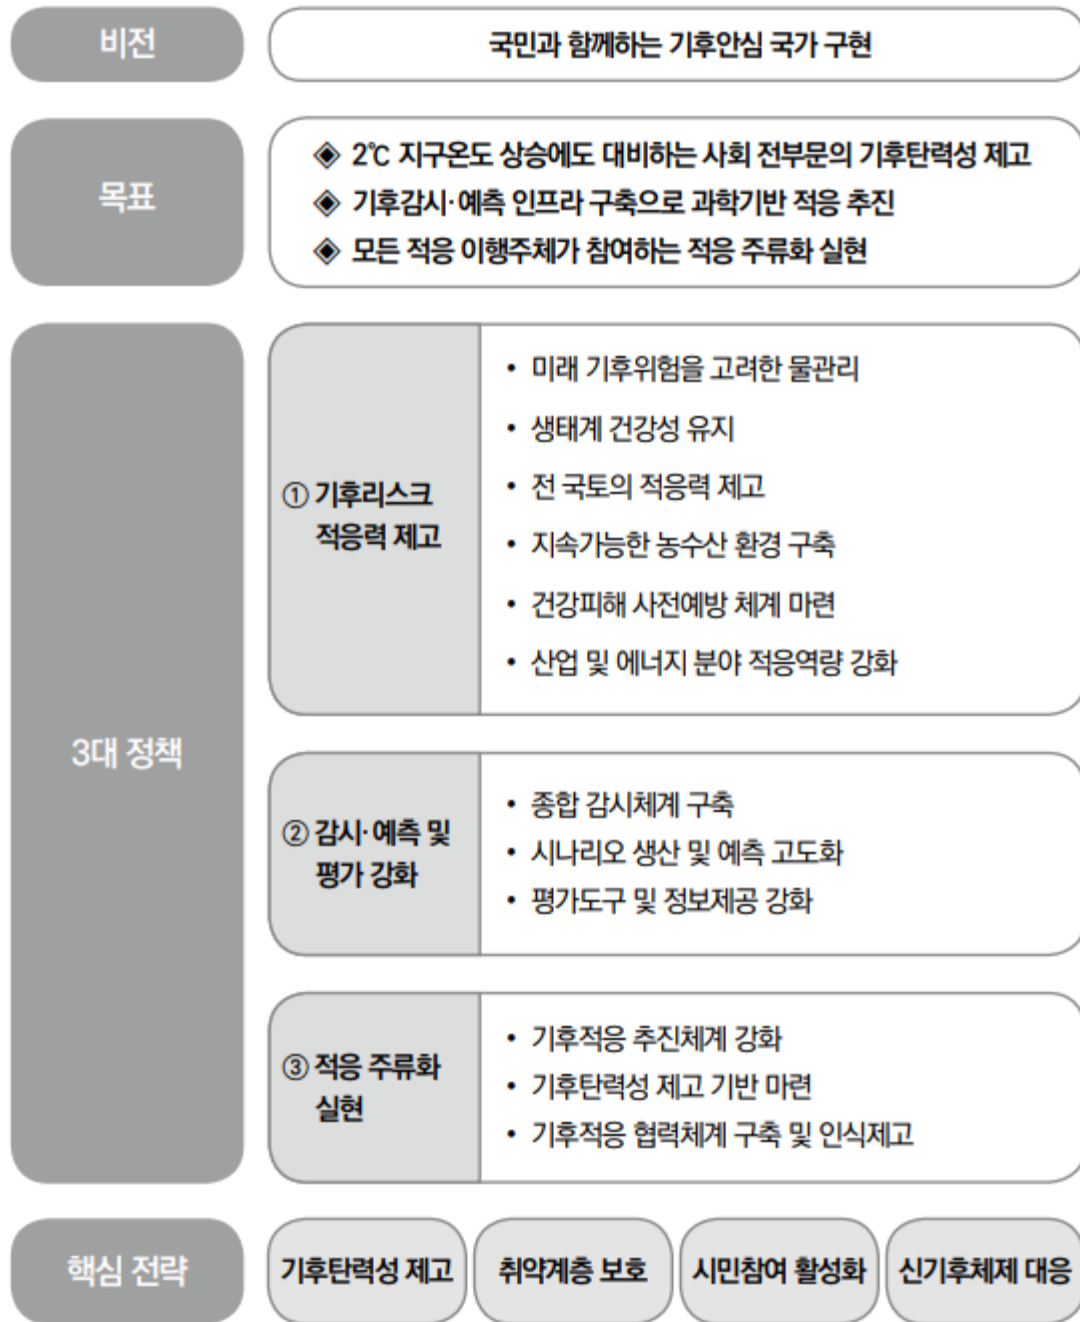 비전
국민과 함께하는 기후안심 국가 구현
목표
◈ 2℃ 지구온도 상승에도 대비하는 사회 전부문의 기후탄력성 제고
◈ 기후감시·예측 인프라 구축으로 과학기반 적응 추진
◈ 모든 적응 이행주체가 참여하는 적응 주류화 실현
3대 정책
① 기후리스크
적응력 제고
• 미래 기후위험을 고려한 물관리
• 생태계 건강성 유지
• 전 국토의 적응력 제고
• 지속가능한 농수산 환경 구축
• 건강피해 사전예방 체계 마련
• 산업 및 에너지 분야 적응역량 강화
② 감시·예측 및
평가 강화
• 종합 감시체계 구축
• 시나리오 생산 및 예측 고도화
• 평가도구 및 정보제공 강화
③ 적응 주류화
실현
• 기후적응 추진체계 강화
• 기후탄력성 제고 기반 마련
• 기후적응 협력체계 구축 및 인식제고
핵심 전략
기후탄력성 제고
취약계층 보호
시민참여 활성화
신기후체제 대응